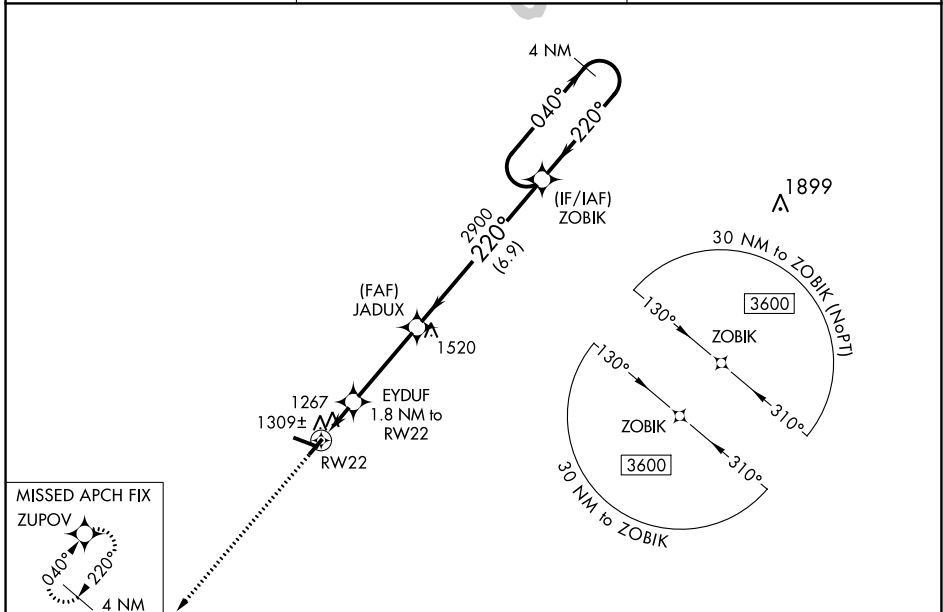 4 NM
040°
220°
(IF/IAF)
ZOBIK
1899
2900
220°
(6.9)
30 NM to ZOBIK (NoPT)
3600
130°
ZOBIK
310°
(FAF)
JADUX
1520
130°
ZOBIK
3600
310°
30 NM to ZOBIK
EYDUF
1.8 NM to
RW22
1267
1309±
RW22
MISSED APCH FIX
ZUPOV
040°
220°
4 NM